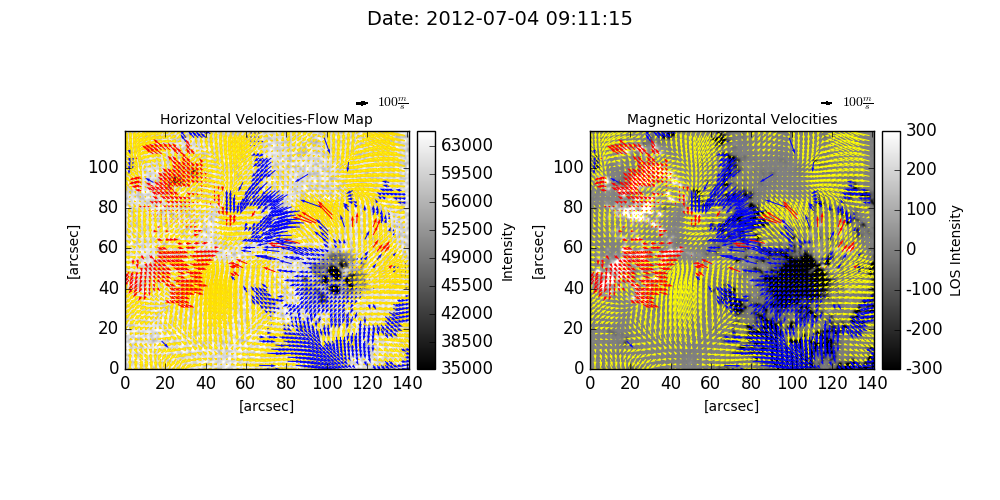 Date: 2012-07-04 09:11:15
100 m/s
Horizontal Velocities-Flow Map
100
80
60
40
20
0
0 20 40 60 80 100 120 140
[arcsec]
[arcsec]
63000
59500
56000
52500
49000
45500
42000
38500
35000
Intensity
100 m/s
Magnetic Horizontal Velocities
100
80
60
40
20
0
0 20 40 60 80 100 120 140
[arcsec]
[arcsec]
300
200
100
0
-100
-200
-300
LOS Intensity